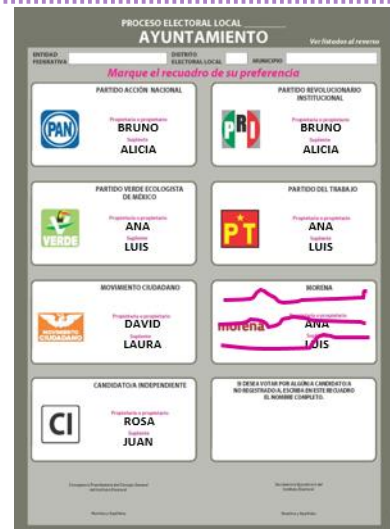 PROCESO ELECTORAL LOCAL
AYUNTAMIENTO
Ver listados al reverso
ENTIDAD FEDERATIVA
DISTRITO ELECTORAL LOCAL
MUNICIPIO
Marque el recuadro de su preferencia
PARTIDO ACCIÓN NACIONAL
PAN
Propietaria o propietario
BRUNO
Suplente
ALICIA
PARTIDO REVOLUCIONARIO
INSTITUCIONAL
PRI
Propietaria o propietario
BRUNO
Suplente
ALICIA
PARTIDO VERDE ECOLOGISTA
DE MÉXICO
VERDE
Propietaria o propietario
ANA
Suplente
LUIS
PARTIDO DEL TRABAJO
PT
Propietaria o propietario
ANA
Suplente
LUIS
MOVIMIENTO CIUDADANO
MOVIMIENTO
CIUDADANO
Propietaria o propietario
DAVID
Suplente
LAURA
MORENA
morena
ANA
Suplente
LUIS
CANDIDATO/A INDEPENDIENTE
CI
Propietaria o propietario
ROSA
Suplente
JUAN
SI DESEA VOTAR POR ALGÚN/A CANDIDATO/A
NO REGISTRADO/A, ESCRIBA EN ESTE RECUADRO
EL NOMBRE COMPLETO.